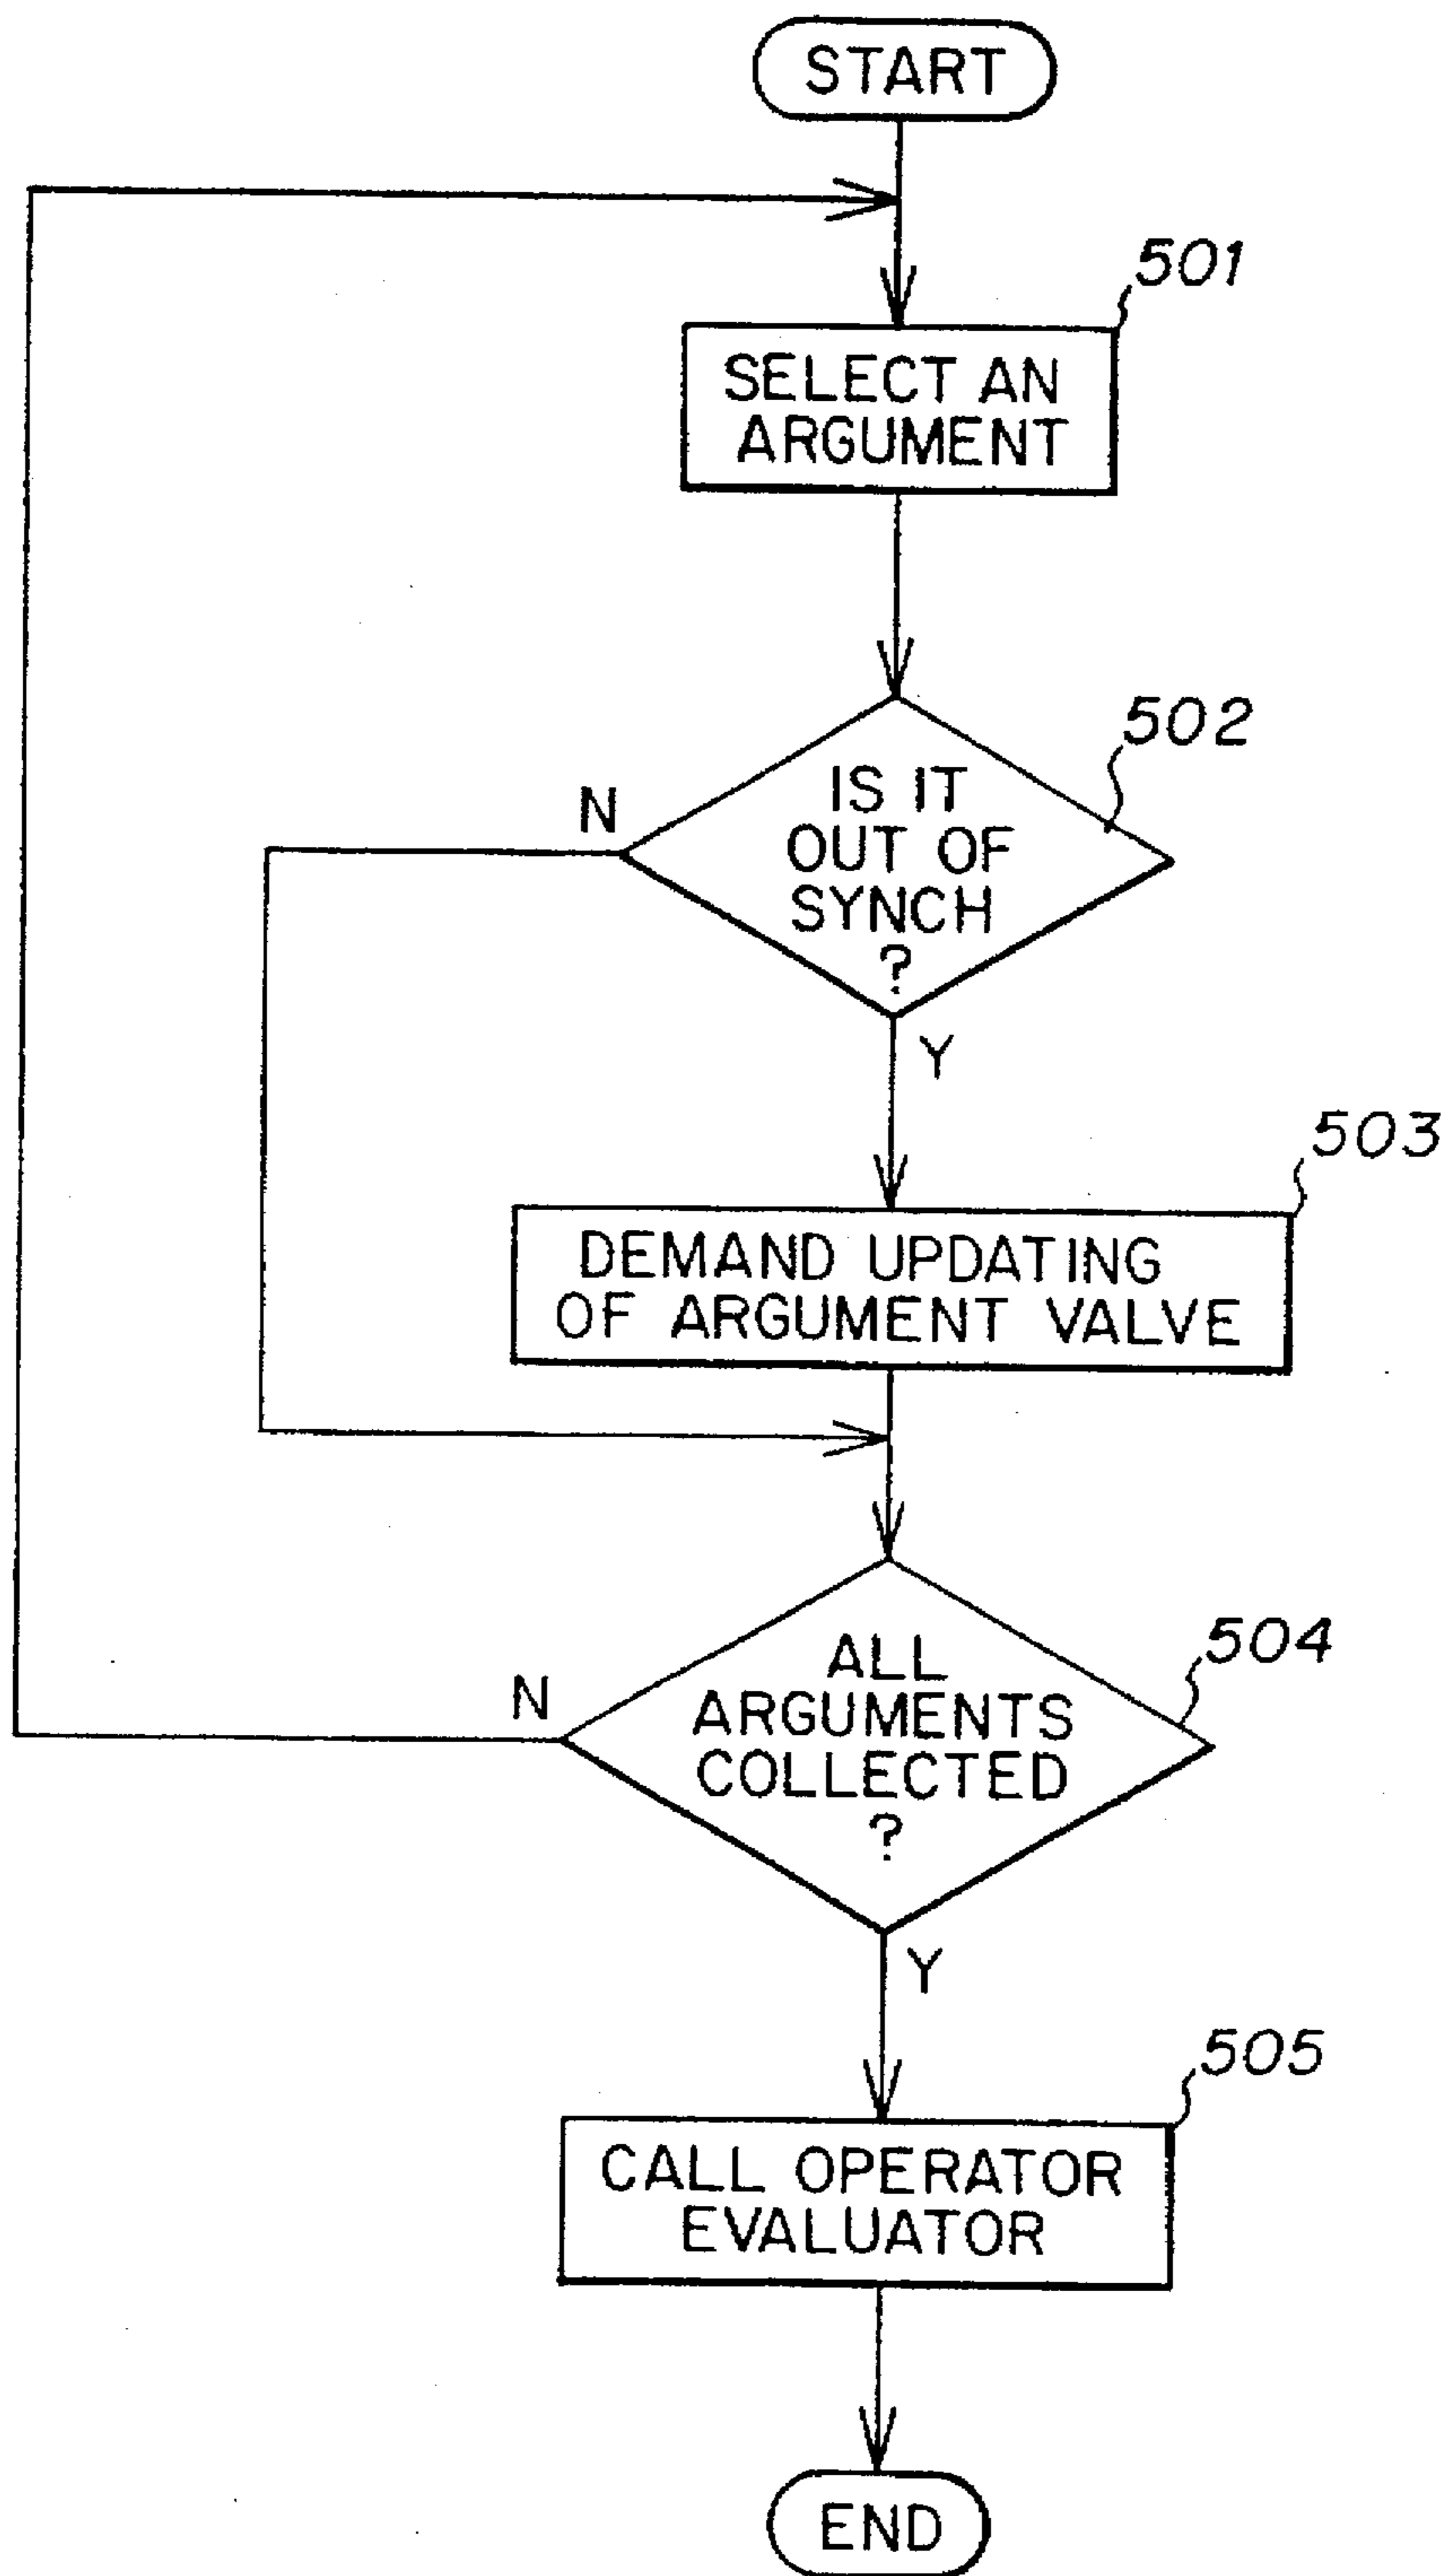 START
501
SELECT AN
ARGUMENT
502
N
IS IT
OUT OF
SYNCH
?
Y
503
DEMAND UPDATING
OF ARGUMENT VALVE
504
N
ALL
ARGUMENTS
COLLECTED
?
Y
505
CALL OPERATOR
EVALUATOR
END